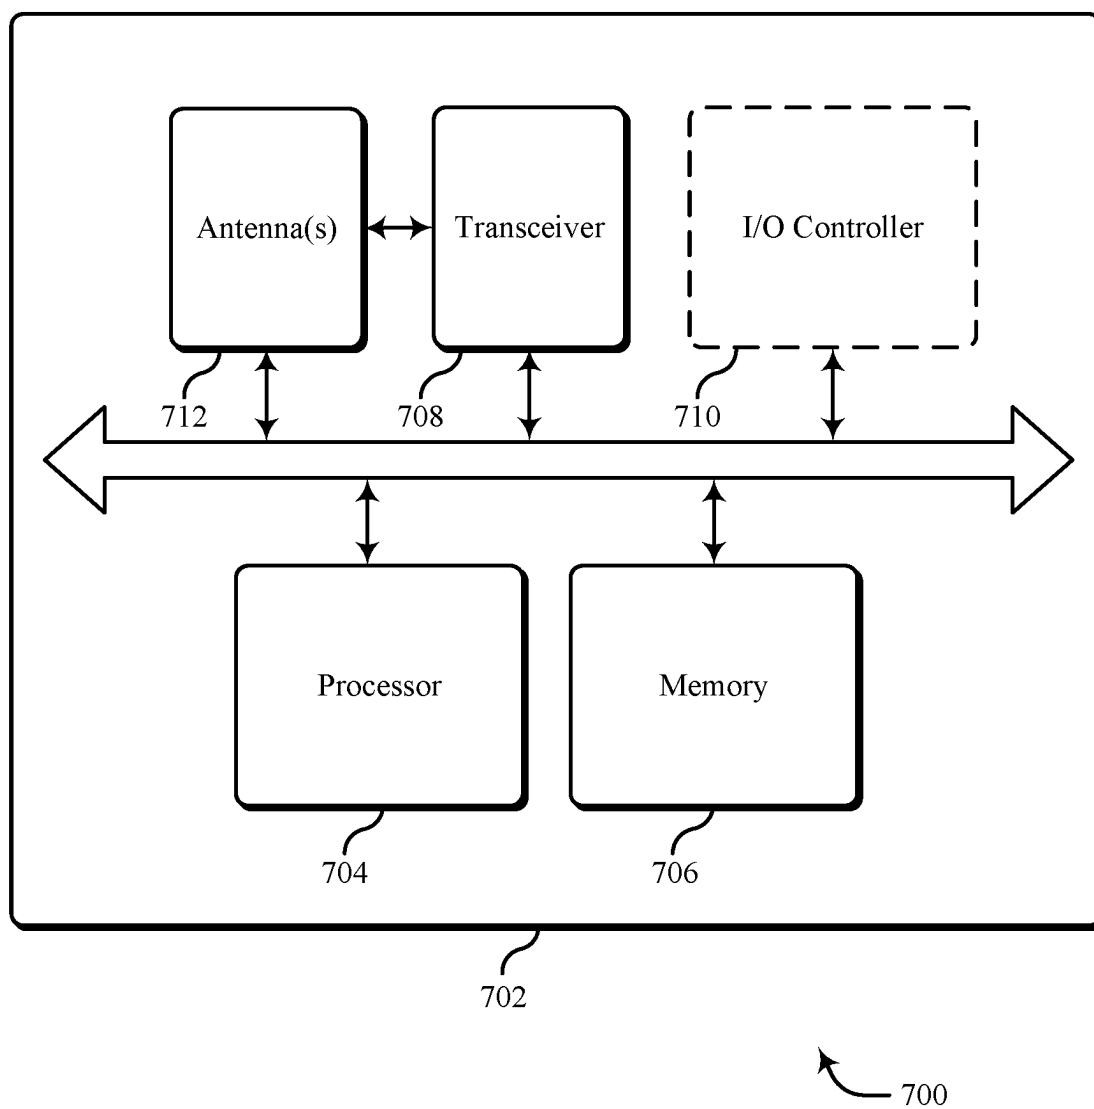 Antenna(s)
Transceiver
I/O Controller
712
708
710
Processor
Memory
704
706
702
700